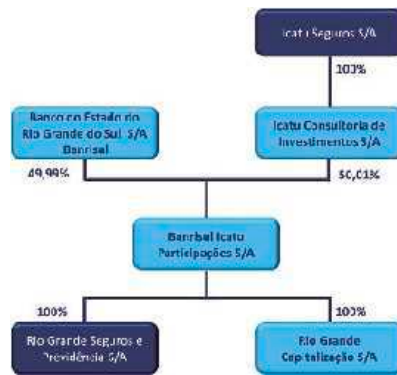 Icatu Seguros S/A
100%
Banco do Estado do
Rio Grande do Sul S/A
Banrisul
Icatu Consultoria de
Investimentos S/A
49,99%
50,01%
Banrisul Icatu
Participações S/A
100%
100%
Rio Grande Seguros e
Previdência S/A
Rio Grande
Capitalização S/A